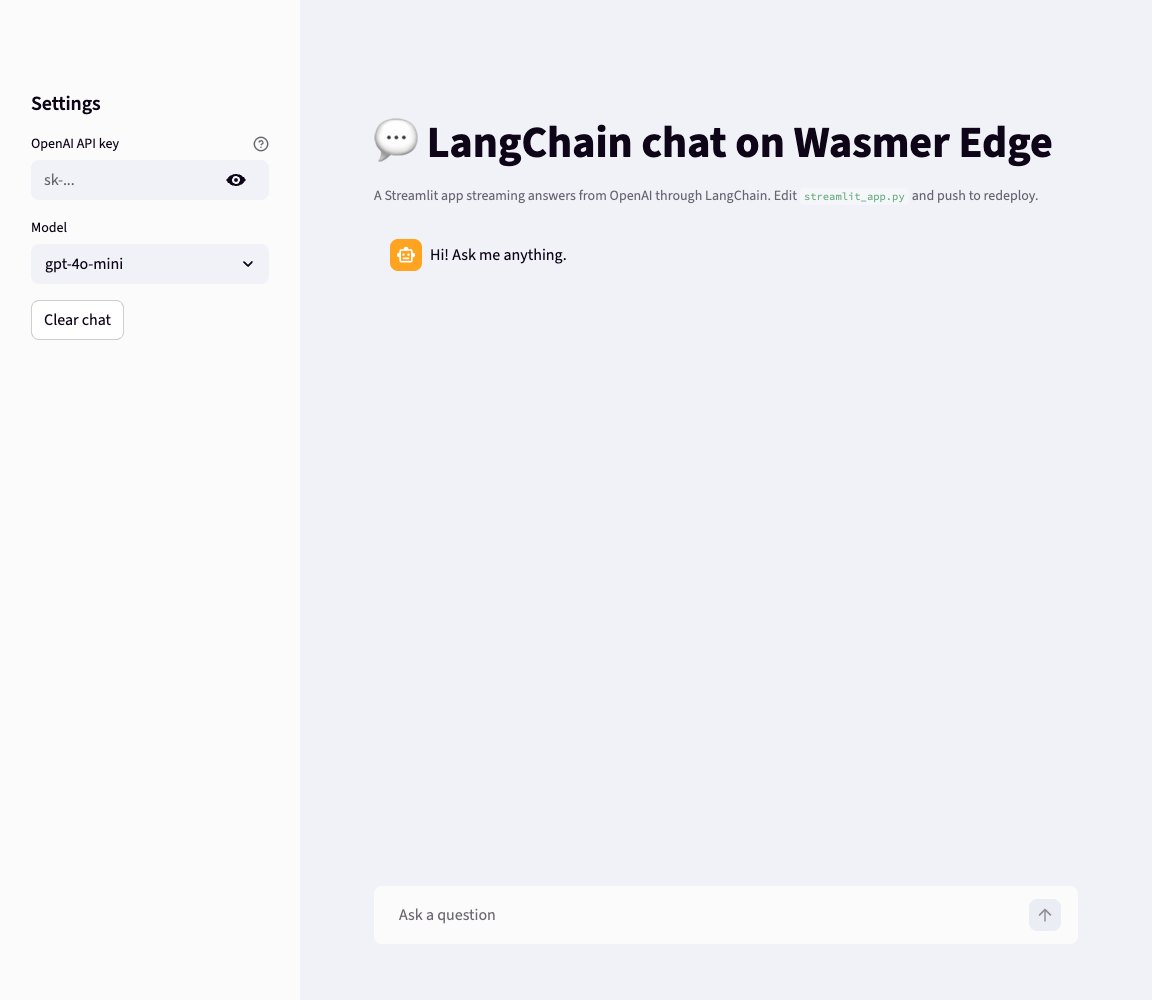 Settings
OpenAI API key
sk-...
Model
gpt-4o-mini
Clear chat
LangChain chat on Wasmer Edge
A Streamlit app streaming answers from OpenAI through LangChain. Edit streamlit_app.py and push to redeploy.
Hi! Ask me anything.
Ask a question